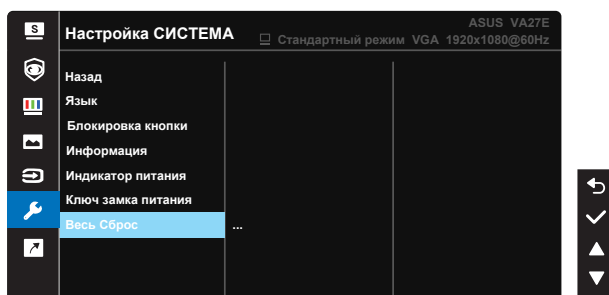 S
ASUS VA27E
Настройка СИСТЕМА
Стандартный режим VGA 1920x1080@60Hz
Назад
Язык
Блокировка кнопки
Информация
Индикатор питания
Ключ замка питания
Весь Сброс ...